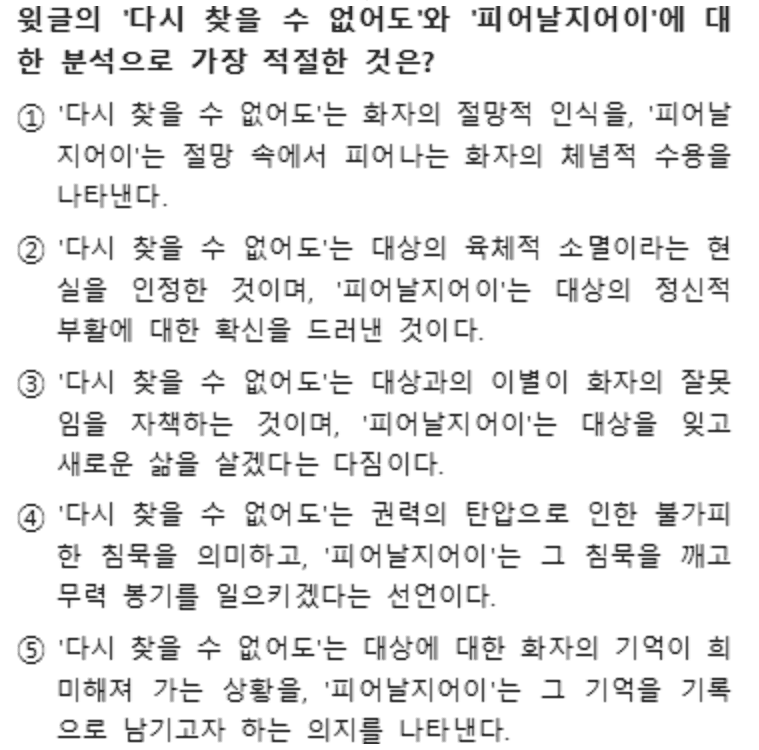 윗글의 '다시 찾을 수 없어도'와 '피어날지어이'에 대
한 분석으로 가장 적절한 것은?
① '다시 찾을 수 없어도'는 화자의 절망적 인식을, '피어날
지어이'는 절망 속에서 피어나는 화자의 체념적 수용을
나타낸다.
② '다시 찾을 수 없어도'는 대상의 육체적 소멸이라는 현
실을 인정한 것이며, '피어날지어이'는 대상의 정신적
부활에 대한 확신을 드러낸 것이다.
③ '다시 찾을 수 없어도'는 대상과의 이별이 화자의 잘못
임을 자책하는 것이며, '피어날지어이'는 대상을 잊고
새로운 삶을 살겠다는 다짐이다.
④ '다시 찾을 수 없어도'는 권력의 탄압으로 인한 불가피
한 침묵을 의미하고, '피어날지어이'는 그 침묵을 깨고
무력 봉기를 일으키겠다는 선언이다.
⑤ '다시 찾을 수 없어도'는 대상에 대한 화자의 기억이 희
미해져 가는 상황을, '피어날지어이'는 그 기억을 기록
으로 남기고자 하는 의지를 나타낸다.